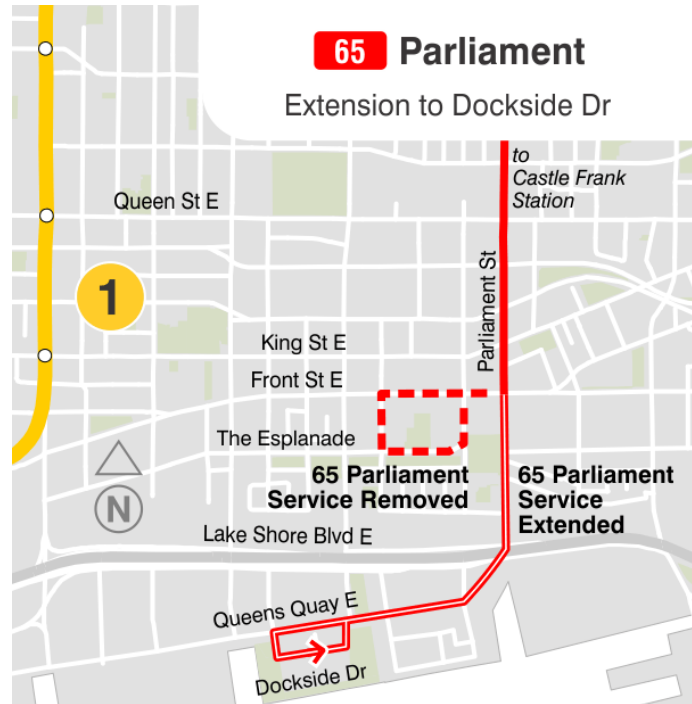 65 Parliament
Extension to Dockside Dr
to
Castle Frank
Station
Queen St E
Parliament St
1
King St E
Front St E
The Esplanade
65 Parliament
Service Removed
65 Parliament
Service
Extended
N
Lake Shore Blvd E
Queens Quay E
Dockside Dr